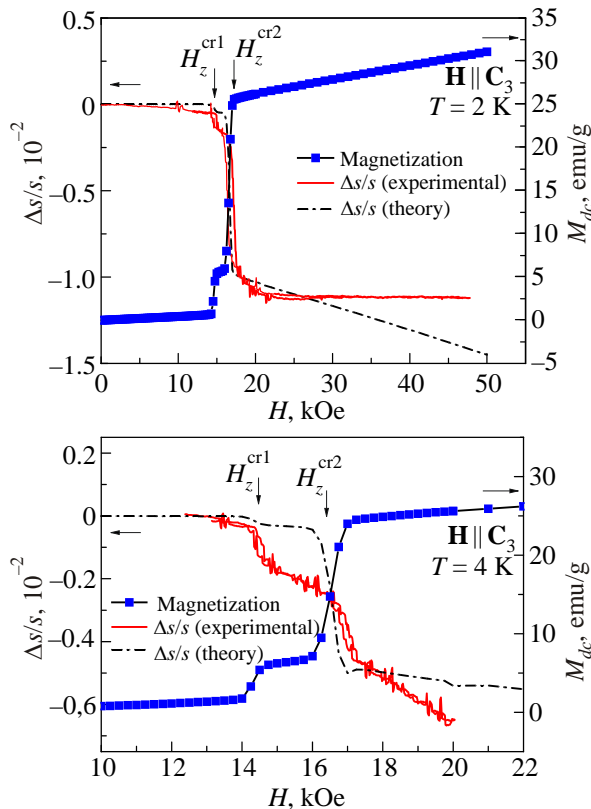 0.5
0
−0.5
−1.0
−1.5
Δs/s, 10⁻²
H_z^cr1
H_z^cr2
H || C₃
T = 2 K
Magnetization
Δs/s (experimental)
Δs/s (theory)
35
30
25
20
15
10
5
0
−5
M_dc, emu/g
0 10 20 30 40 50
H, kOe
0.2
0
−0.2
−0.4
−0,6
Δs/s, 10⁻²
H_z^cr1
H_z^cr2
H || C₃
T = 4 K
Magnetization
Δs/s (experimental)
Δs/s (theory)
30
20
15
10
0
M_dc, emu/g
10 12 14 16 18 20 22
H, kOe